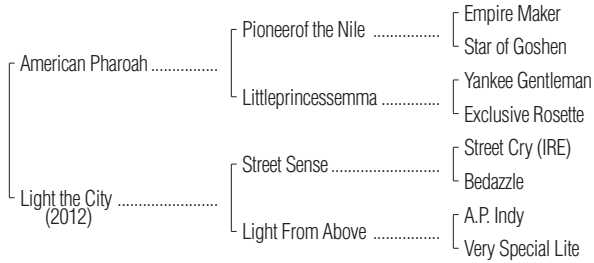 Empire Maker
Pioneerof the Nile ................
Star of Goshen
American Pharoah ................
Yankee Gentleman
Littleprincessemma ..............
Exclusive Rosette
Street Cry (IRE)
Street Sense ..........................
Bedazzle
Light the City ........................
(2012)
A.P. Indy
Light From Above ................
Very Special Lite